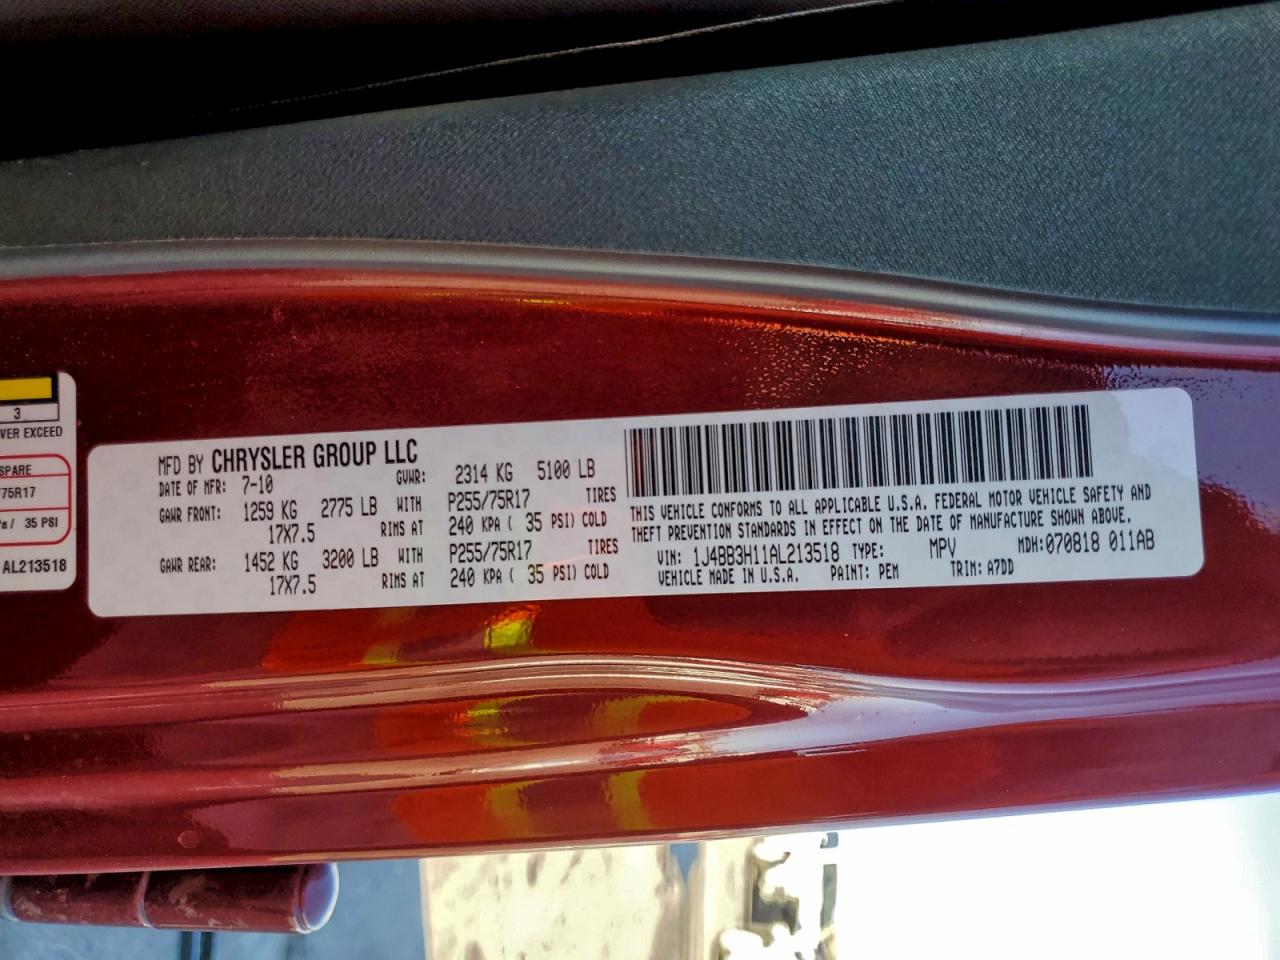 3
VER EXCEED
SPARE
/75R17
/ 35 PSI
AL213518
MFD BY CHRYSLER GROUP LLC
DATE OF MFR: 7-10 GVWR: 2314 KG 5100 LB
GAWR FRONT: 1259 KG 2775 LB WITH P255/75R17 TIRES
17X7.5 RIMS AT 240 KPA ( 35 PSI) COLD
GAWR REAR: 1452 KG 3200 LB WITH P255/75R17 TIRES
17X7.5 RIMS AT 240 KPA ( 35 PSI) COLD
THIS VEHICLE CONFORMS TO ALL APPLICABLE U.S.A. FEDERAL MOTOR VEHICLE SAFETY AND
THEFT PREVENTION STANDARDS IN EFFECT ON THE DATE OF MANUFACTURE SHOWN ABOVE.
VIN: 1J4BB3H11AL213518 TYPE: MPV MDH:070818 011AB
VEHICLE MADE IN U.S.A. PAINT: PEM TRIM: A7DD